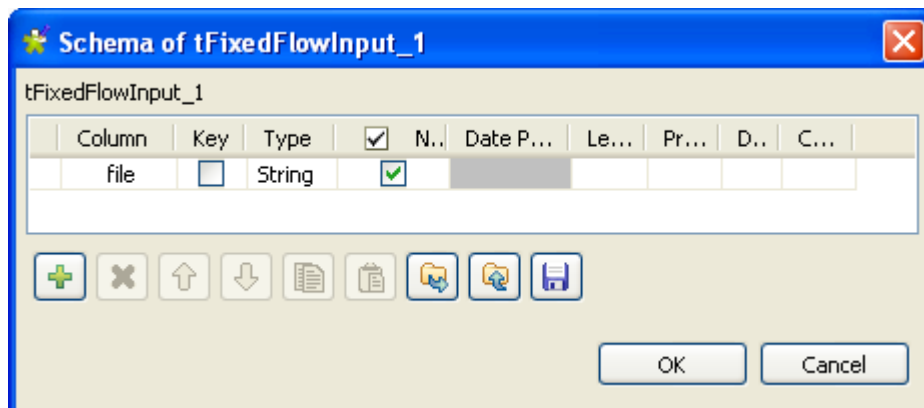 Schema of tFixedFlowInput_1
tFixedFlowInput_1
Column Key Type N.. Date P... Le... Pr... D.. C...
file String
OK Cancel